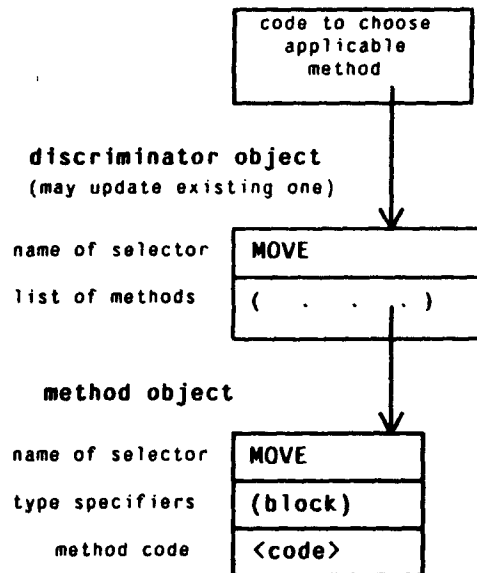 code to choose
applicable
method
discriminator object
(may update existing one)
name of selector MOVE
list of methods ( . . . )
method object
name of selector MOVE
type specifiers (block)
method code <code>